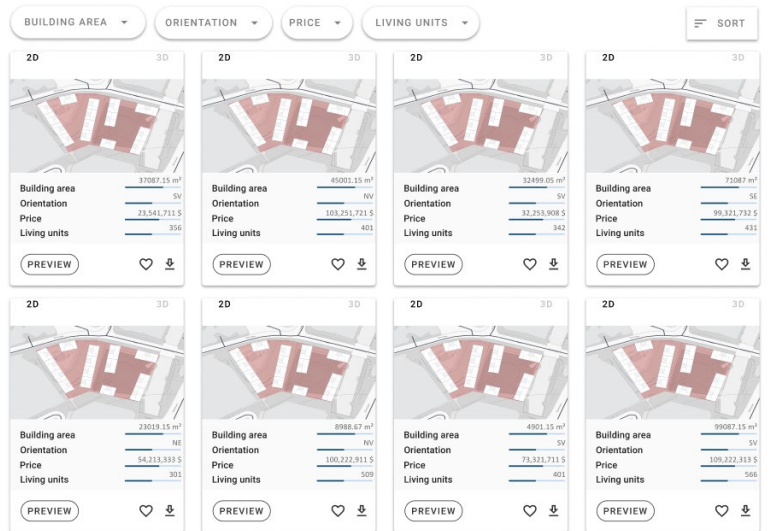 BUILDING AREA ORIENTATION PRICE LIVING UNITS SORT
2D 3D
Building area 37087.15 m²
Orientation SV
Price 23,541,711 $
Living units 356
PREVIEW
2D 3D
Building area 45001.15 m²
Orientation NV
Price 103,251,721 $
Living units 401
PREVIEW
2D 3D
Building area 32499.05 m²
Orientation SV
Price 32,253,908 $
Living units 342
PREVIEW
2D 3D
Building area 71087 m²
Orientation SE
Price 99,321,732 $
Living units 431
PREVIEW
2D 3D
Building area 23019.15 m²
Orientation NE
Price 54,213,333 $
Living units 301
PREVIEW
2D 3D
Building area 8988.67 m²
Orientation NV
Price 100,222,911 $
Living units 509
PREVIEW
2D 3D
Building area 4901.15 m²
Orientation SV
Price 73,321,711 $
Living units 401
PREVIEW
2D 3D
Building area 99087.15 m²
Orientation SV
Price 109,222,313 $
Living units 566
PREVIEW